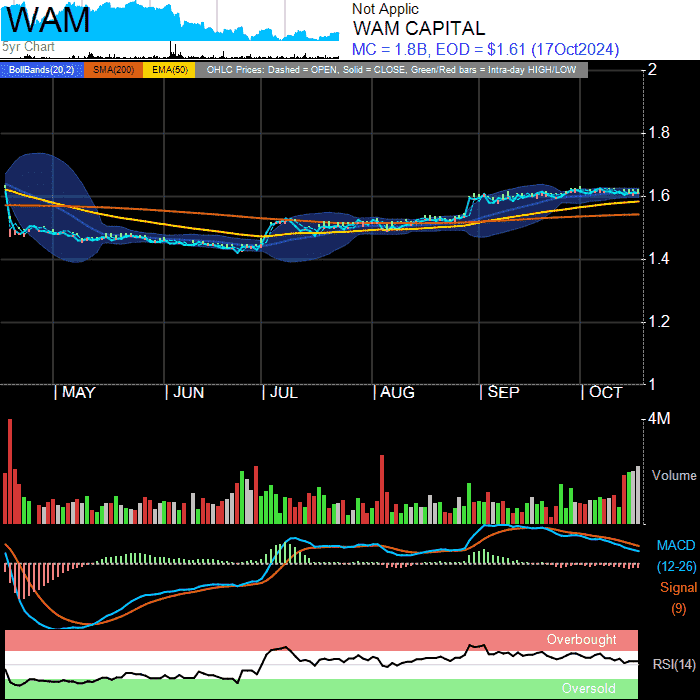 WAM
Not Applic
WAM CAPITAL
5yr Chart
MC = 1.8B, EOD = $1.61 (17Oct2024)
BollBands(20,2) SMA(200) EMA(50) OHLC Prices: Dashed = OPEN, Solid = CLOSE, Green/Red bars = Intra-day HIGH/LOW
2
1.8
1.6
1.4
1.2
1
MAY JUN JUL AUG SEP OCT
4M
Volume
MACD
(12-26)
Signal
(9)
Overbought
RSI(14)
Oversold